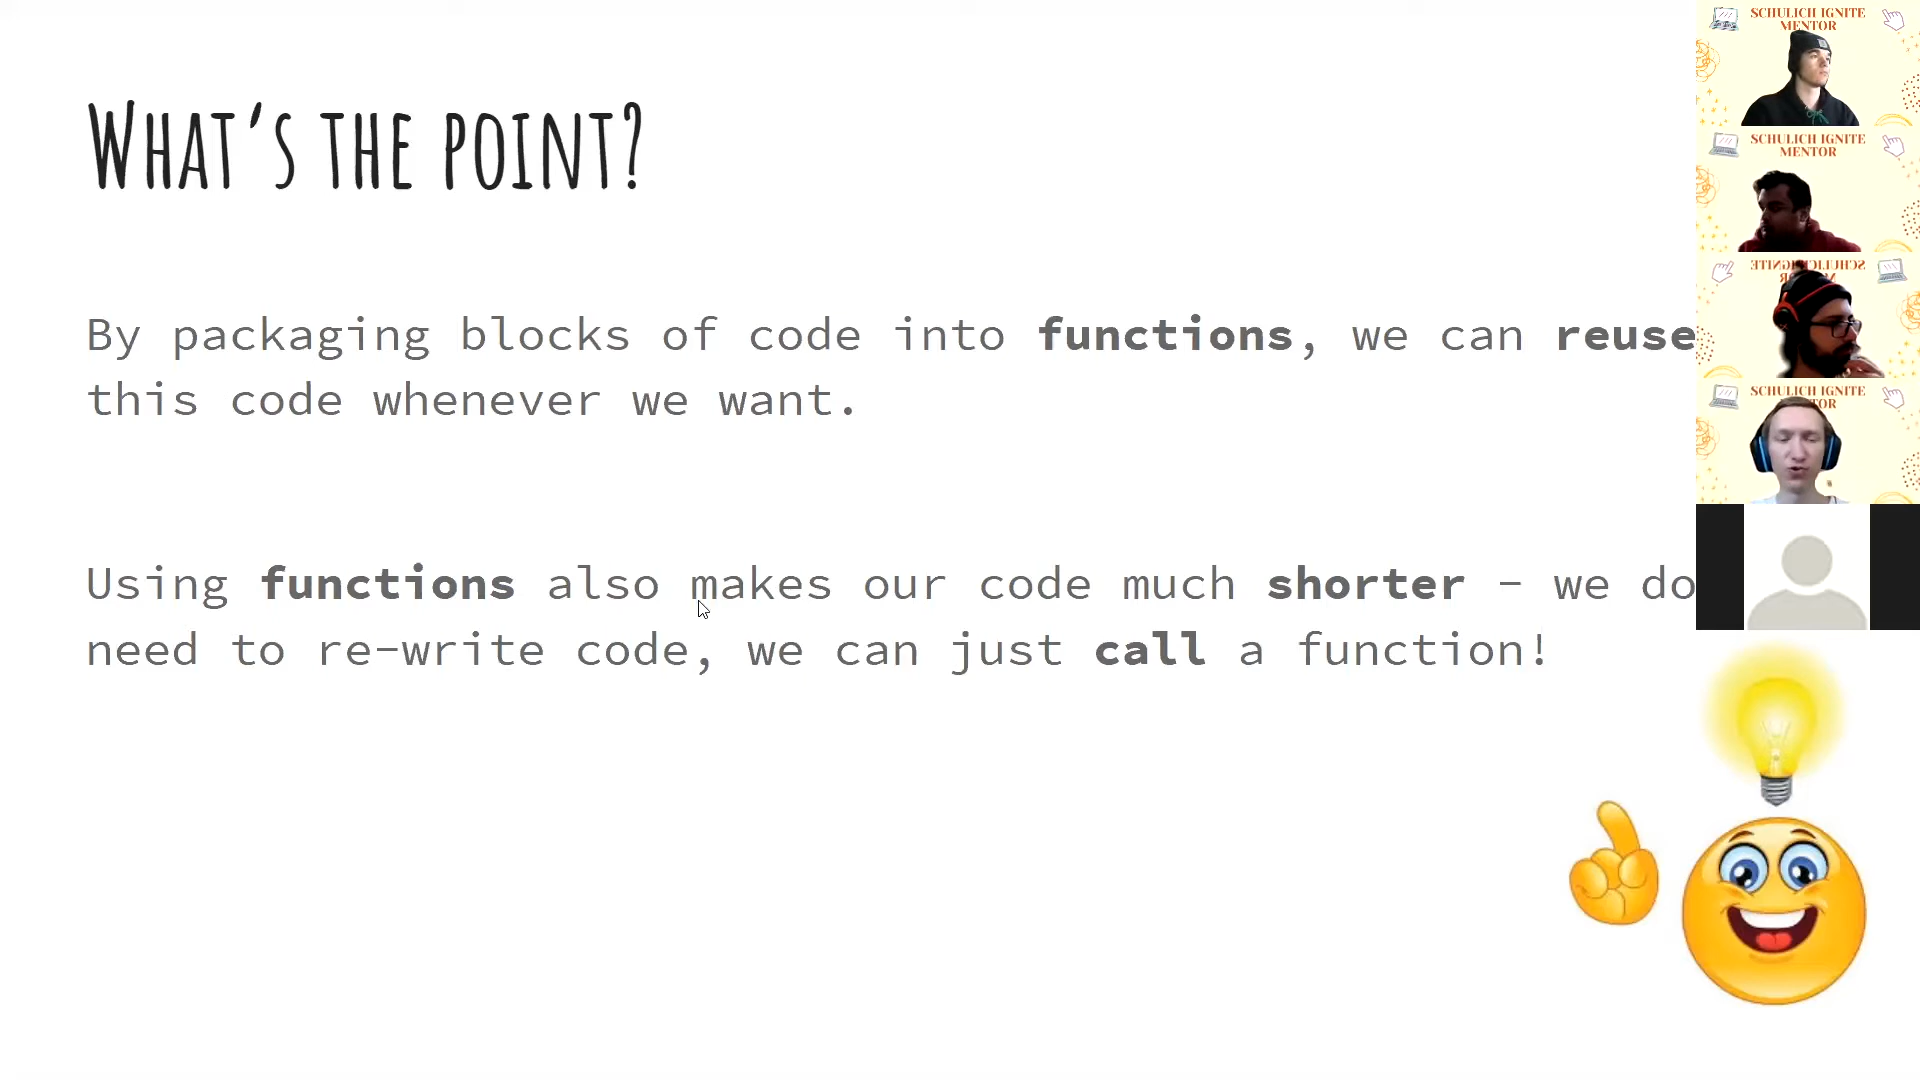 WHAT'S THE POINT?
By packaging blocks of code into functions, we can reuse
this code whenever we want.
Using functions also makes our code much shorter - we do
need to re-write code, we can just call a function!
SCHULICH IGNITE
MENTOR
SCHULICH IGNITE
MENTOR
SCHULICH IGNITE
SCHULICH IGNITE